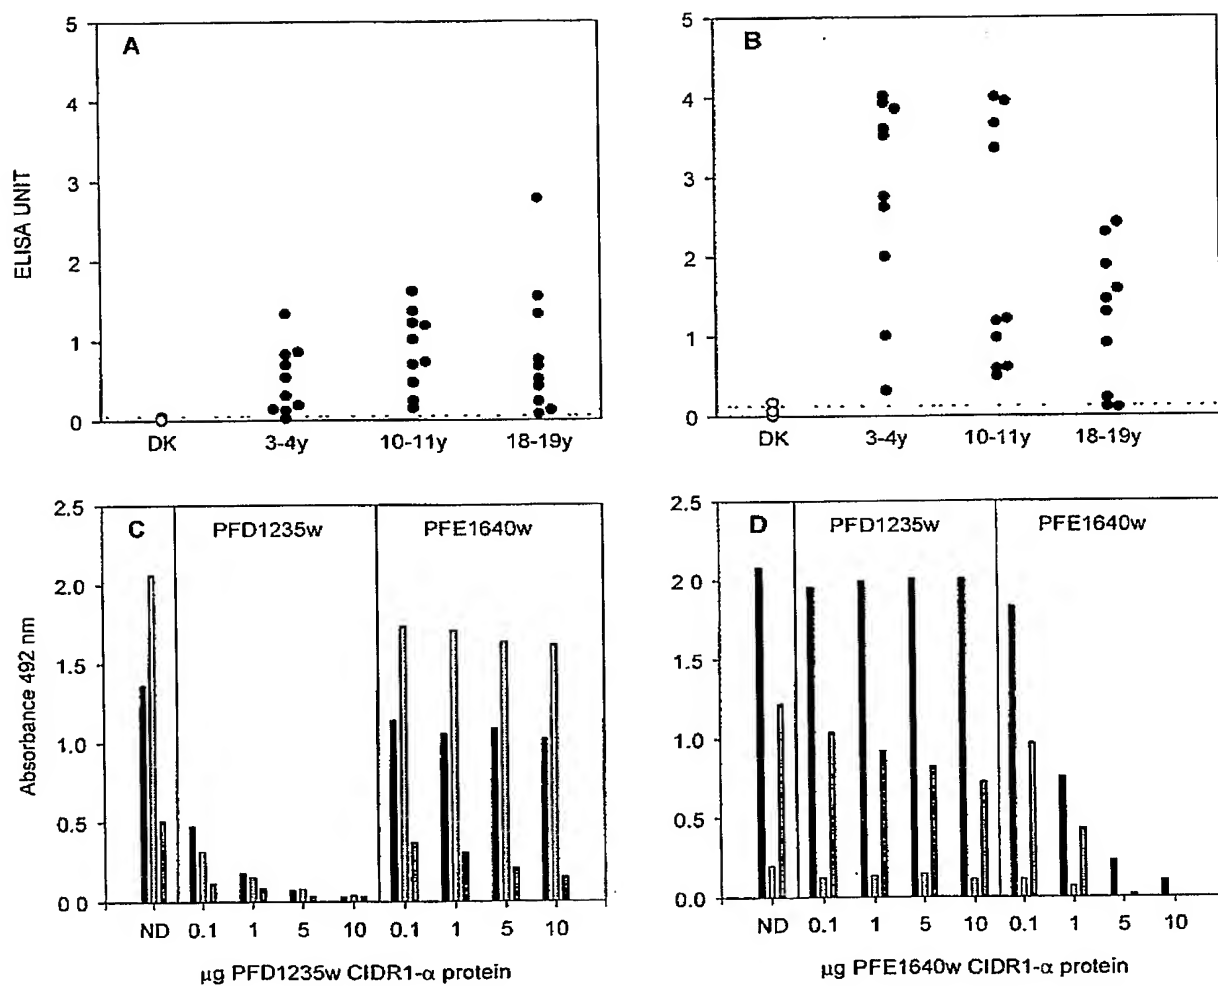 A
5
4
3
2
1
0
ELISA UNIT
DK
3-4y
10-11y
18-19y
B
5
4
3
2
1
0
DK
3-4y
10-11y
18-19y
C
PFD1235w
PFE1640w
2.5
2.0
1.5
1.0
0.5
0 0
Absorbance 492 nm
ND 0.1 1 5 10 0.1 1 5 10
µg PFD1235w CIDR1-α protein
D
PFD1235w
PFE1640w
2.5
2 0
1.5
1.0
0.5
0.0
ND 0.1 1 5 10 0.1 1 5 10
µg PFE1640w CIDR1-α protein